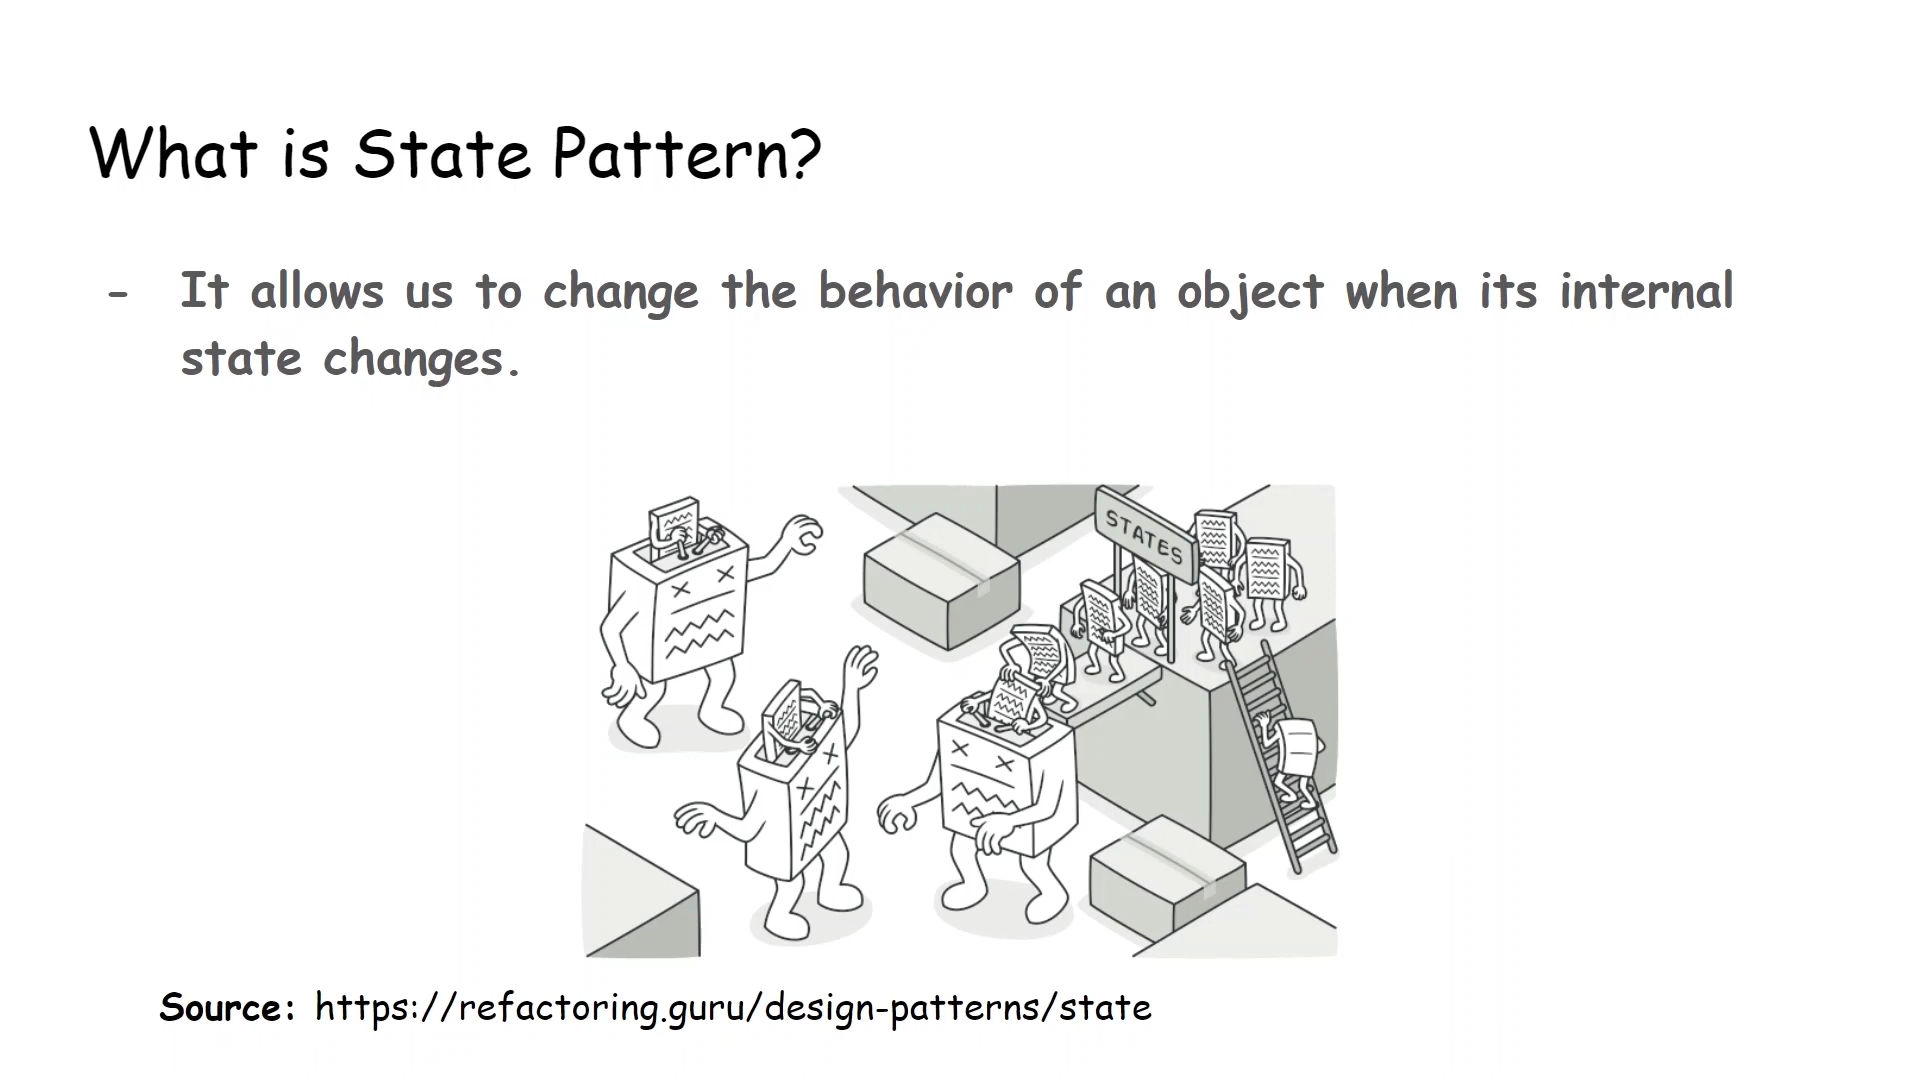 What is State Pattern?
- It allows us to change the behavior of an object when its internal
state changes.
STATES
Source: https://refactoring.guru/design-patterns/state